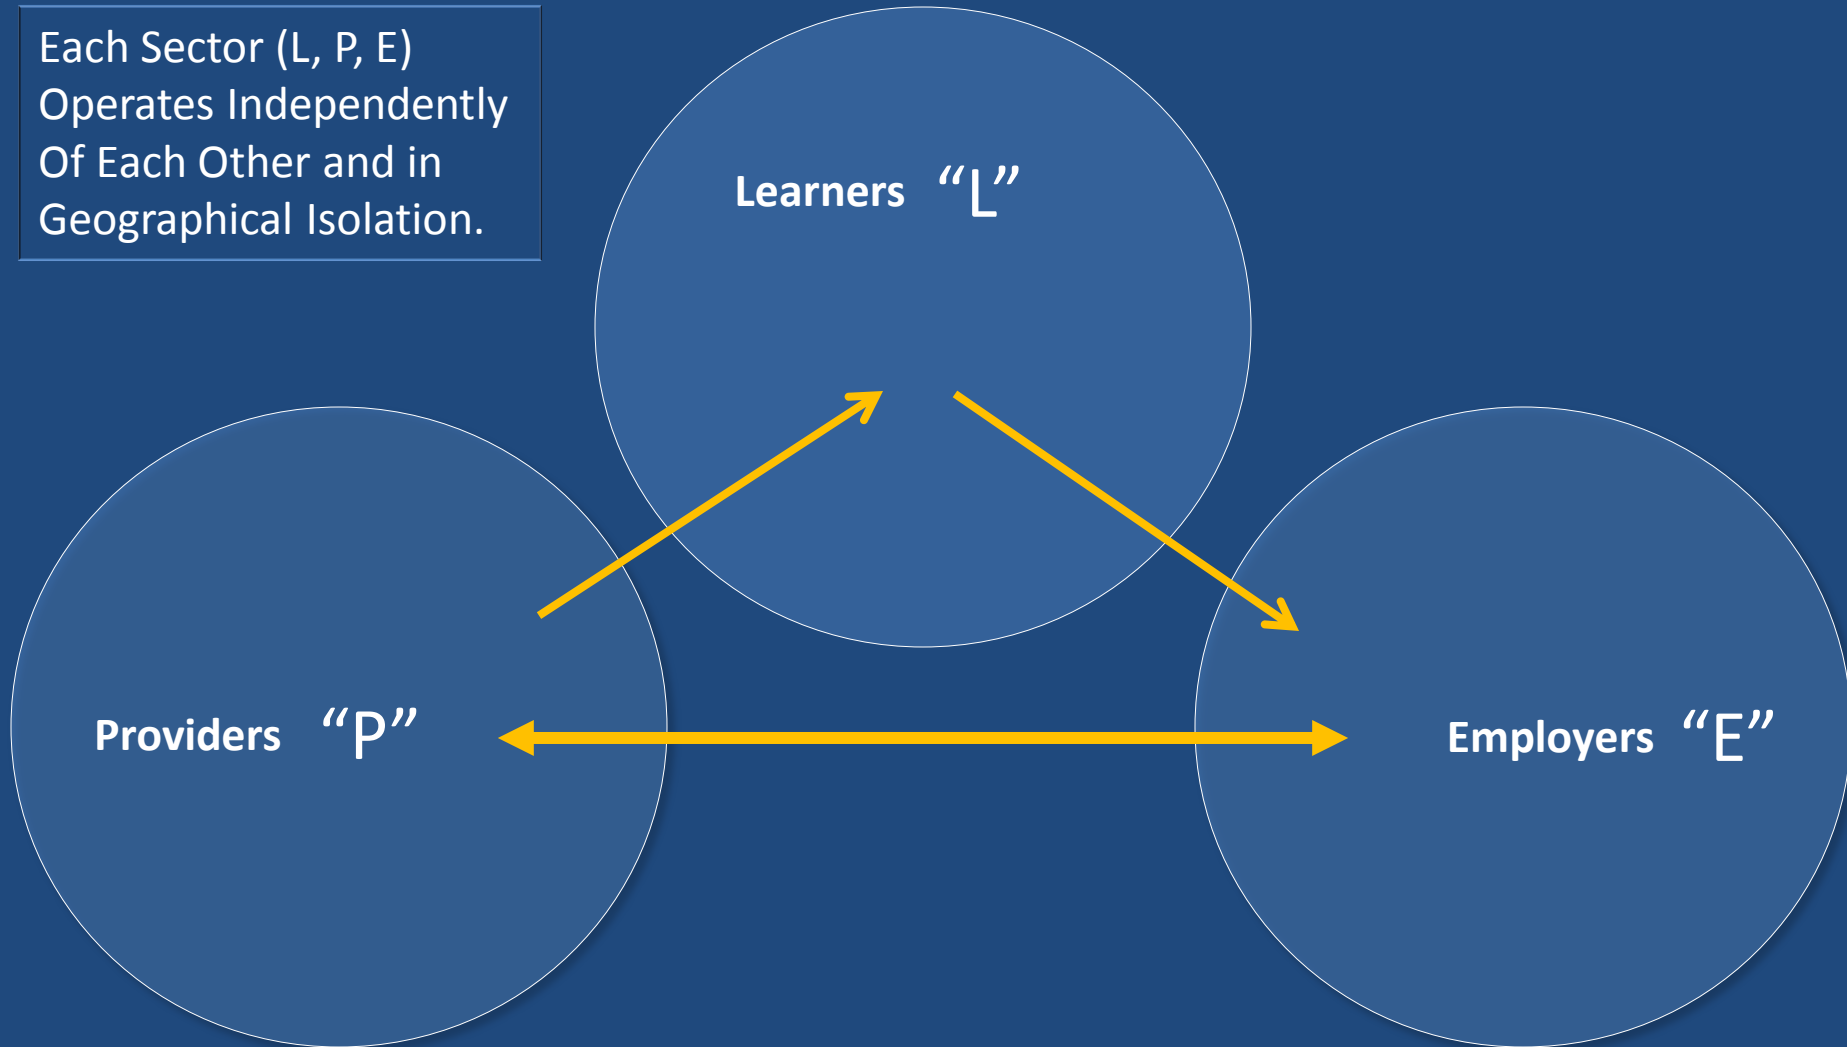 Each Sector (L, P, E)
Operates Independently
Of Each Other and in
Geographical Isolation.
Learners “L”
Providers “P”
Employers “E”